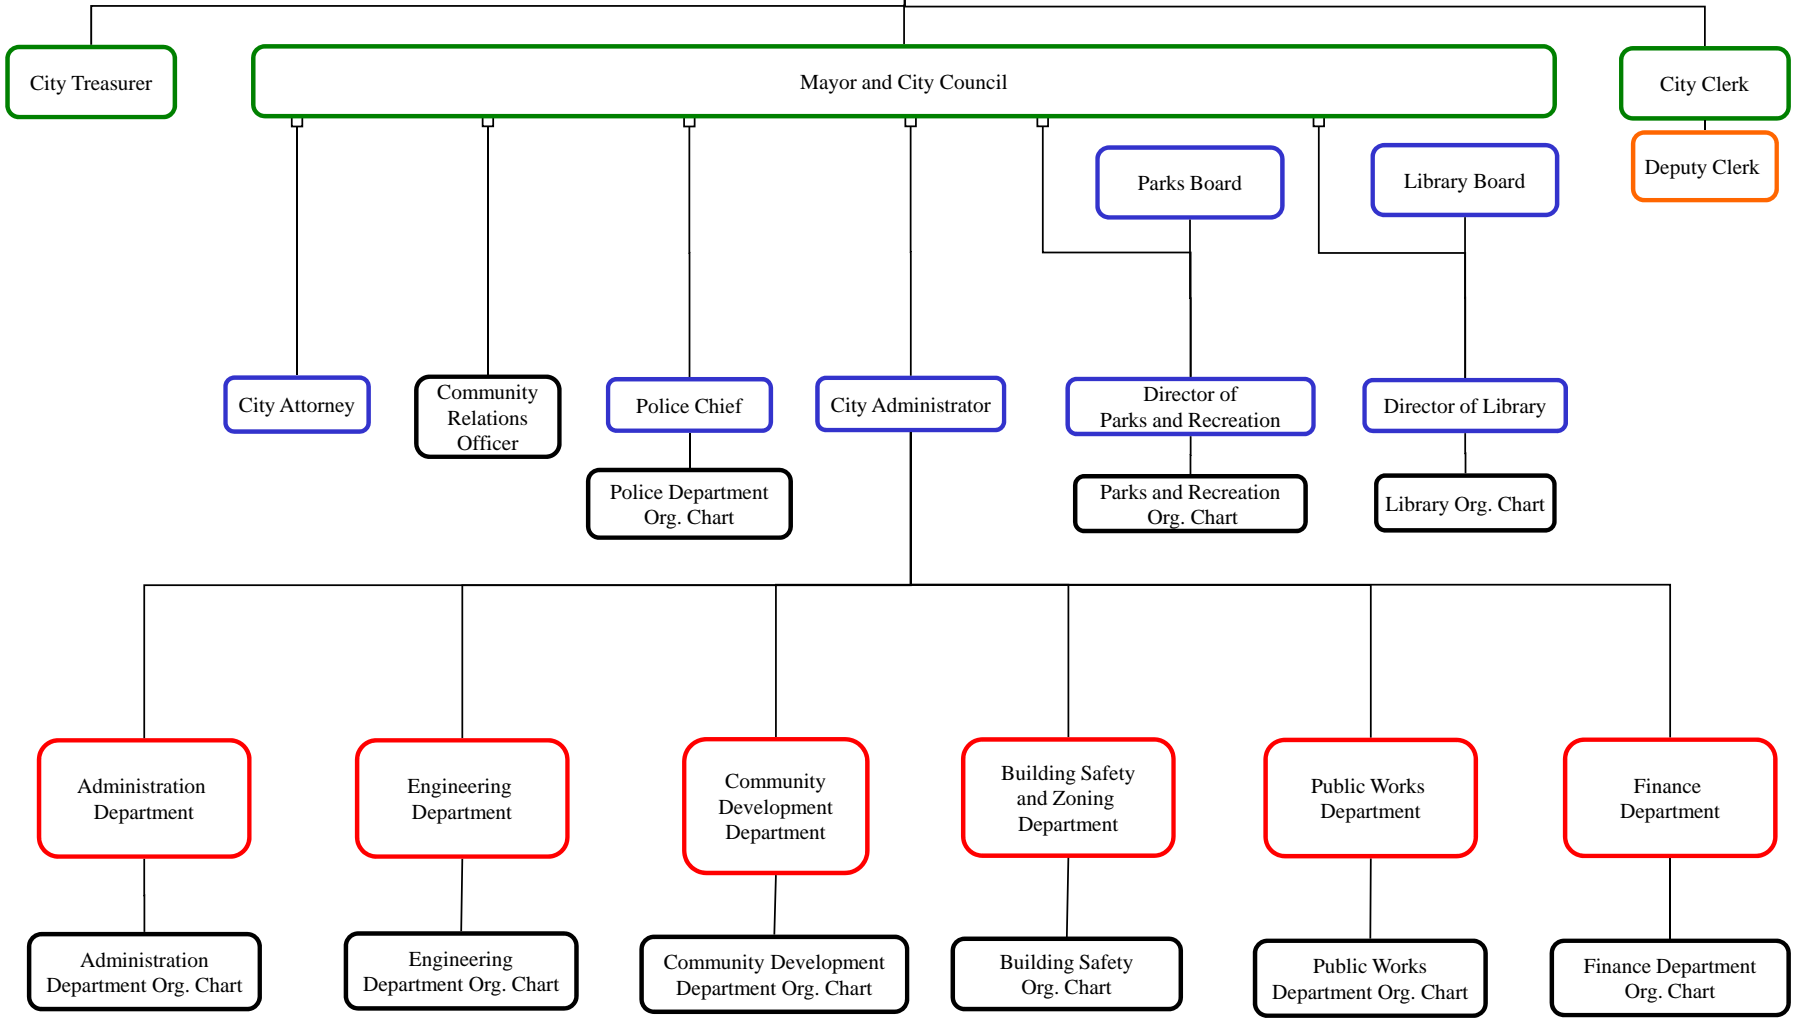 City Treasurer
Mayor and City Council
City Clerk
Deputy Clerk
Parks Board
Library Board
City Attorney
Community
Relations
Officer
Police Chief
City Administrator
Director of
Parks and Recreation
Director of Library
Police Department
Org. Chart
Parks and Recreation
Org. Chart
Library Org. Chart
Administration
Department
Engineering
Department
Community
Development
Department
Building Safety
and Zoning
Department
Public Works
Department
Finance
Department
Administration
Department Org. Chart
Engineering
Department Org. Chart
Community Development
Department Org. Chart
Building Safety
Org. Chart
Public Works
Department Org. Chart
Finance Department
Org. Chart